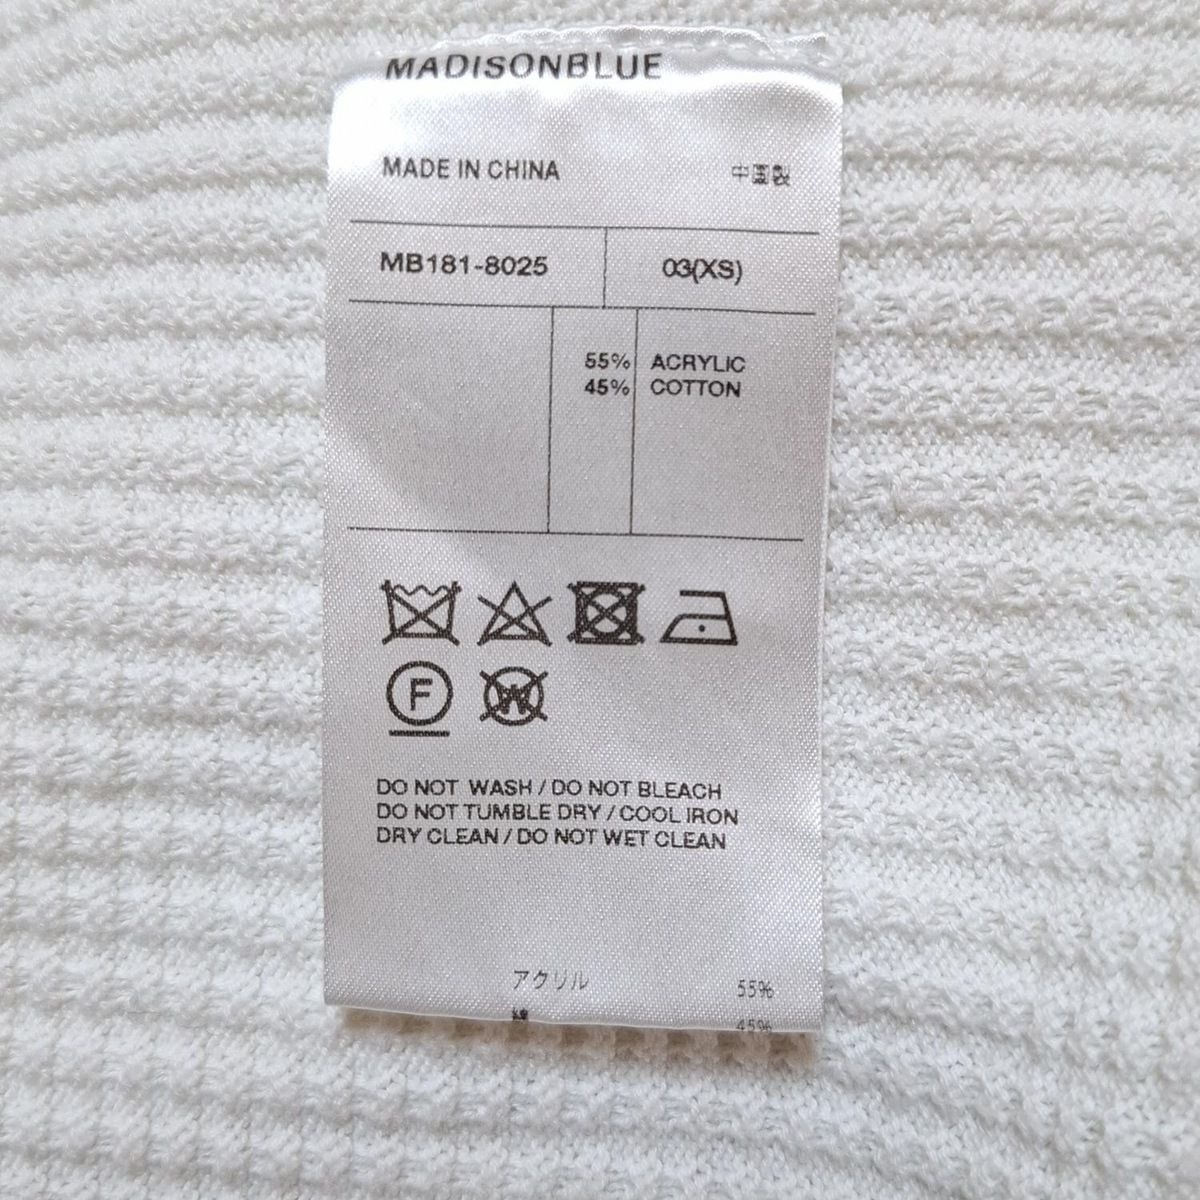 MADISONBLUE
MADE IN CHINA 中国製
MB181-8025 03(XS)
55% ACRYLIC
45% COTTON
F
W
DO NOT WASH / DO NOT BLEACH
DO NOT TUMBLE DRY / COOL IRON
DRY CLEAN / DO NOT WET CLEAN
アクリル 55%
綿 45%